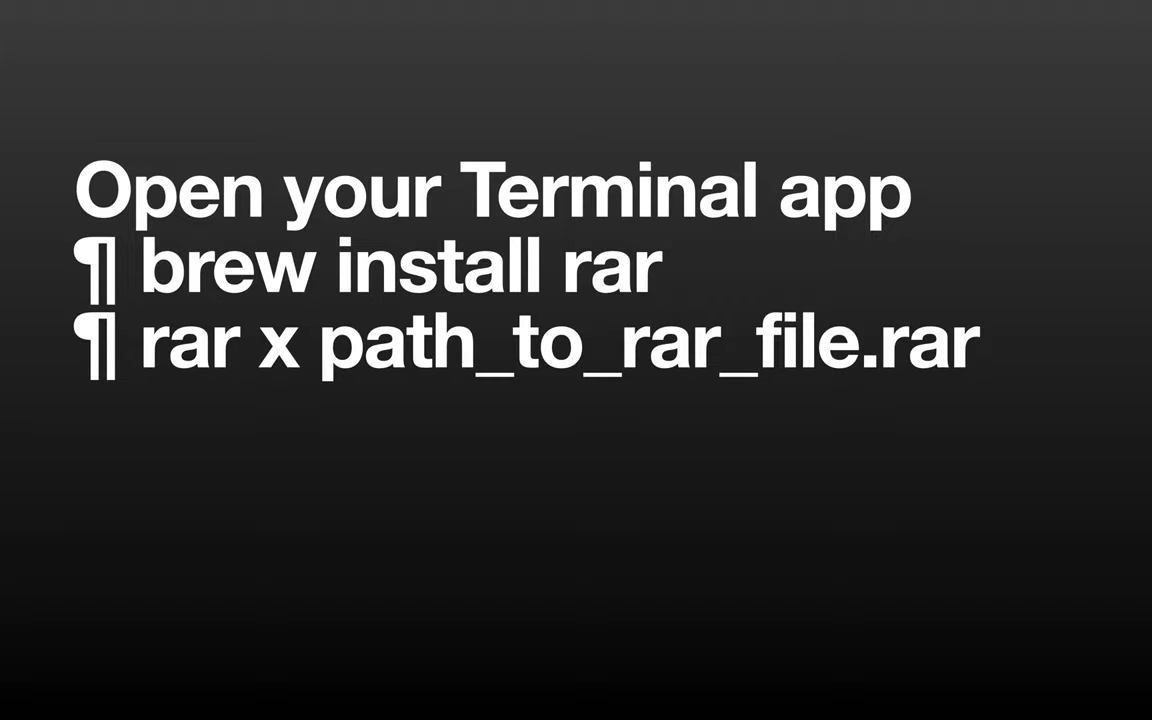 Open your Terminal app
¶ brew install rar
¶ rar x path_to_rar_file.rar